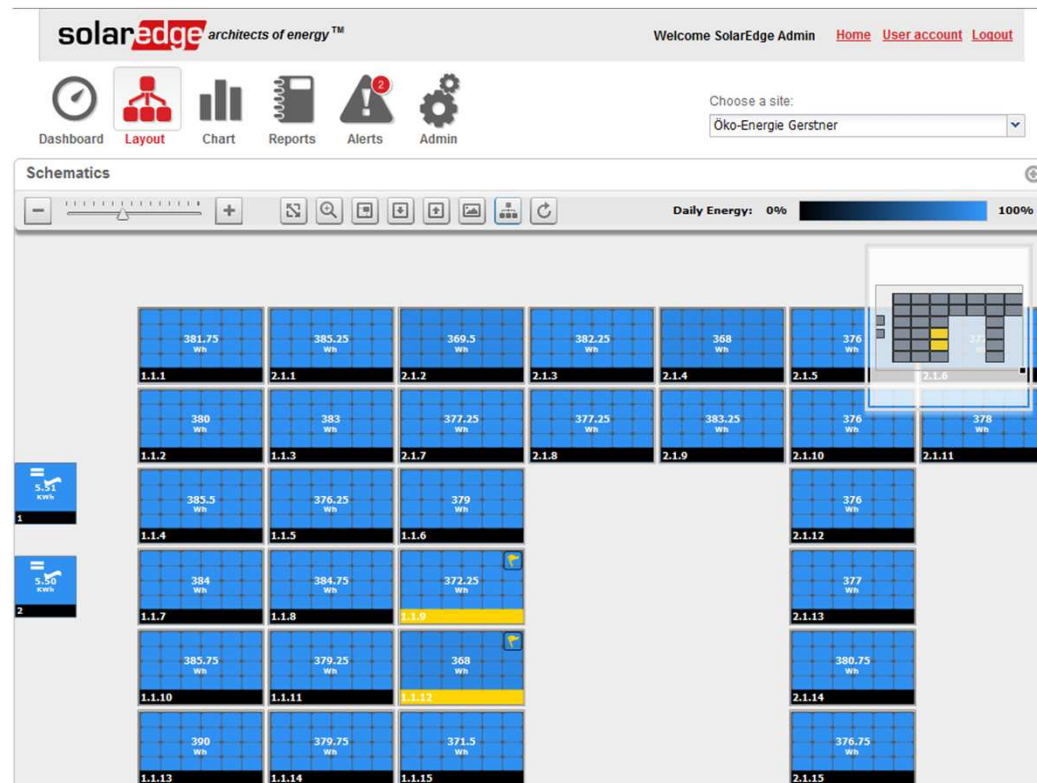 solaredge architects of energy™
Welcome SolarEdge Admin Home User account Logout
2
Dashboard Layout Chart Reports Alerts Admin
Choose a site:
Öko-Energie Gerstner
Schematics
Daily Energy: 0% 100%
381.75 385.25 369.5 382.25 368 376
Wh Wh Wh Wh Wh Wh
1.1.1 2.1.1 2.1.2 2.1.3 2.1.4 2.1.5 2.1.6
380 383 377.25 377.25 383.25 376 378
Wh Wh Wh Wh Wh Wh Wh
1.1.2 1.1.3 2.1.7 2.1.8 2.1.9 2.1.10 2.1.11
5.51
KWh
1
385.5 376.25 379 376
Wh Wh Wh Wh
1.1.4 1.1.5 1.1.6 2.1.12
5.50
KWh
2
384 384.75 372.25 377
Wh Wh Wh Wh
1.1.7 1.1.8 1.1.9 2.1.13
385.75 379.25 368 380.75
Wh Wh Wh Wh
1.1.10 1.1.11 1.1.12 2.1.14
390 379.75 371.5 376.75
Wh Wh Wh Wh
1.1.13 1.1.14 1.1.15 2.1.15